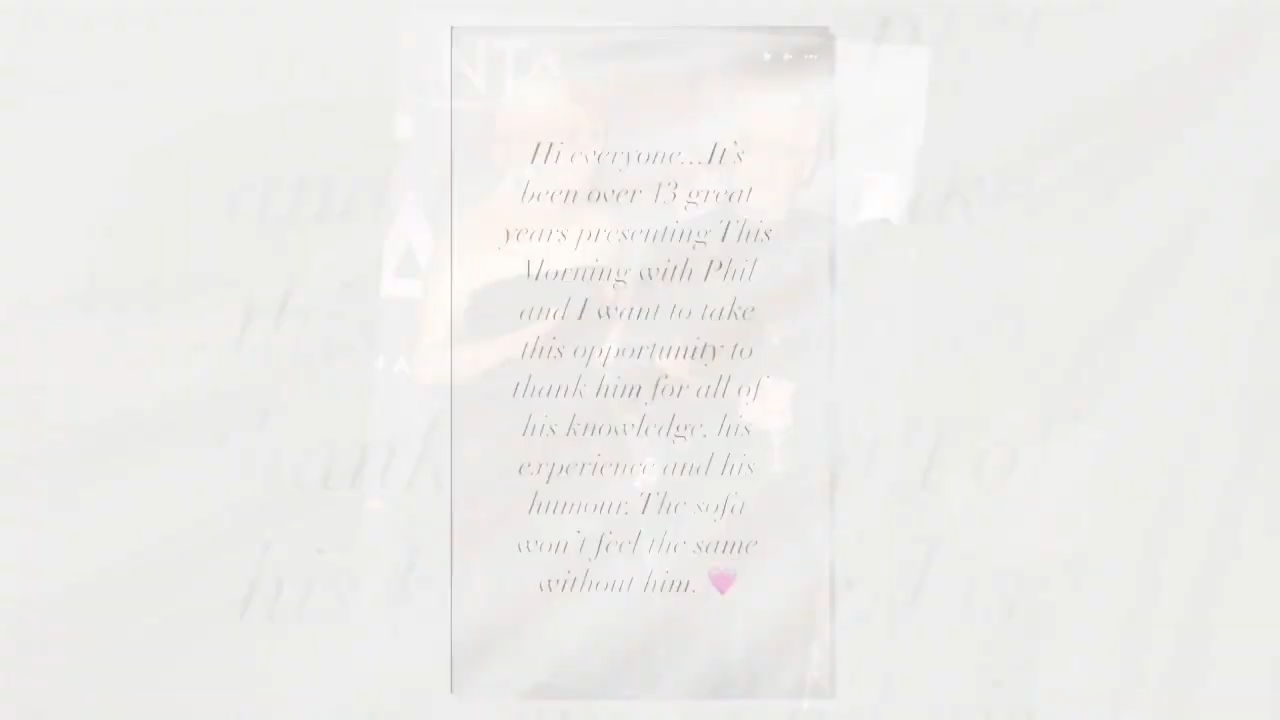 NTA
Hi everyone...It's
been over 13 great
years presenting This
Morning with Phil
and I want to take
this opportunity to
thank him for all of
his knowledge, his
experience and his
humour. The sofa
won't feel the same
without him. 💗